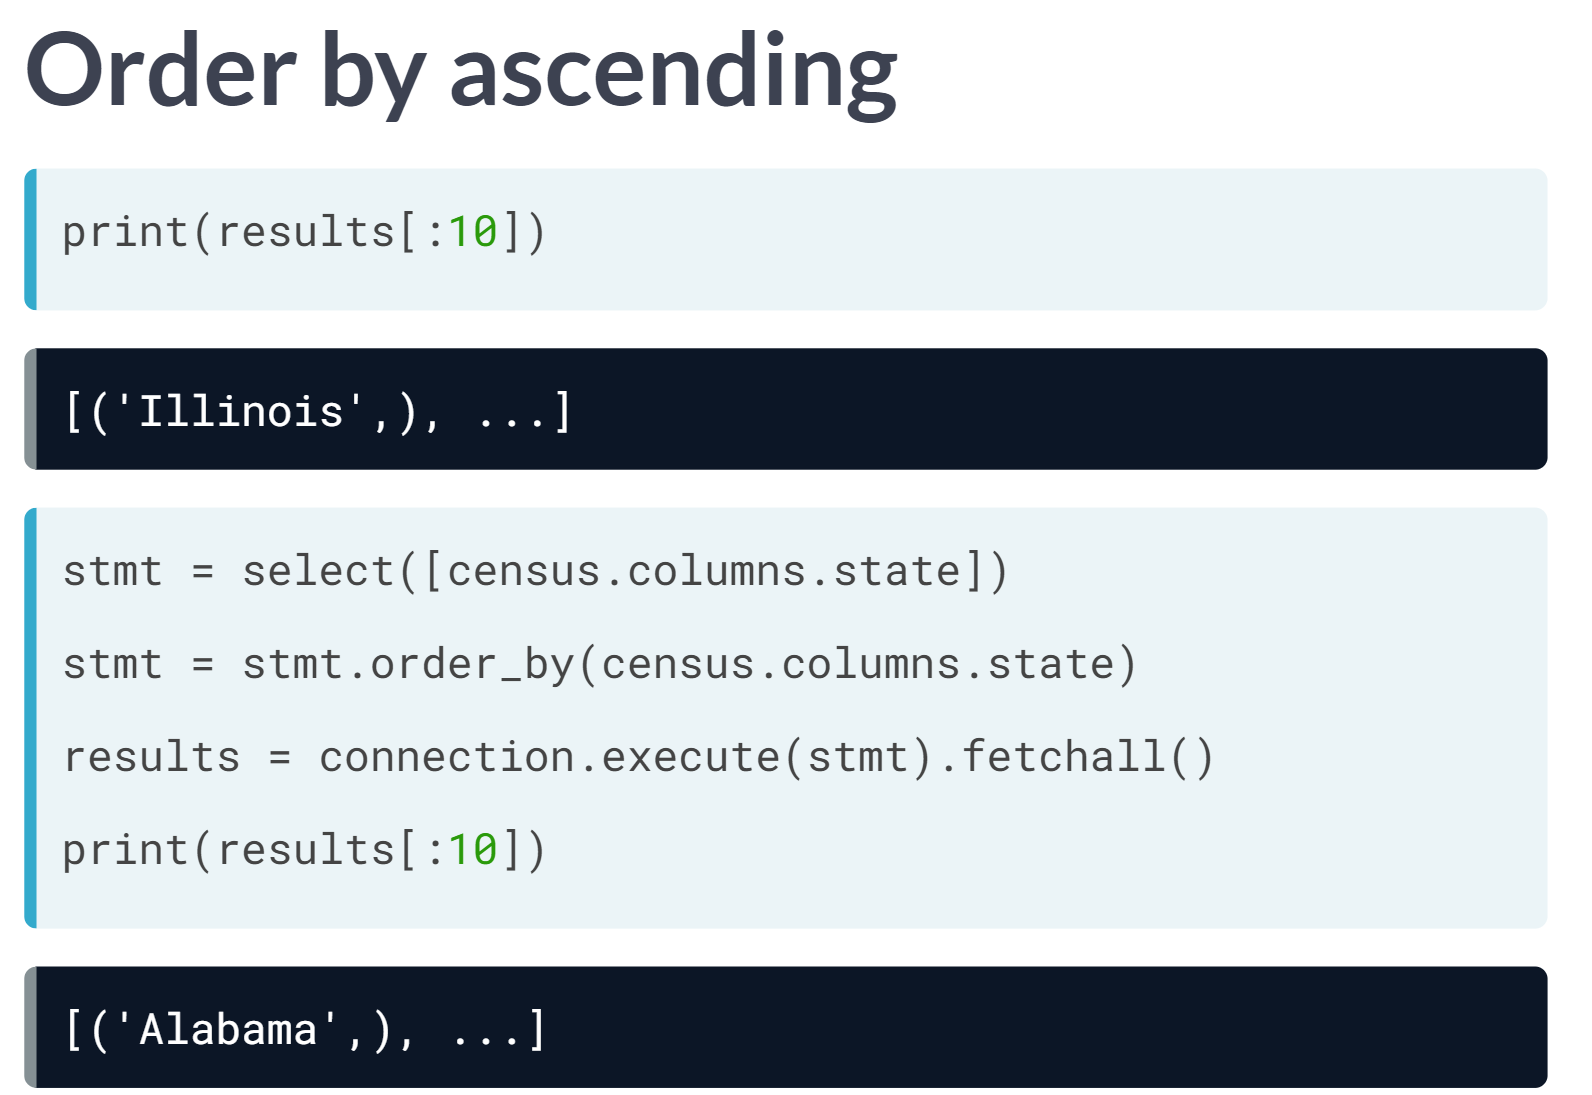 Order by ascending
print(results[:10])
[('Illinois',), ...]
stmt = select([census.columns.state])
stmt = stmt.order_by(census.columns.state)
results = connection.execute(stmt).fetchall()
print(results[:10])
[('Alabama',), ...]